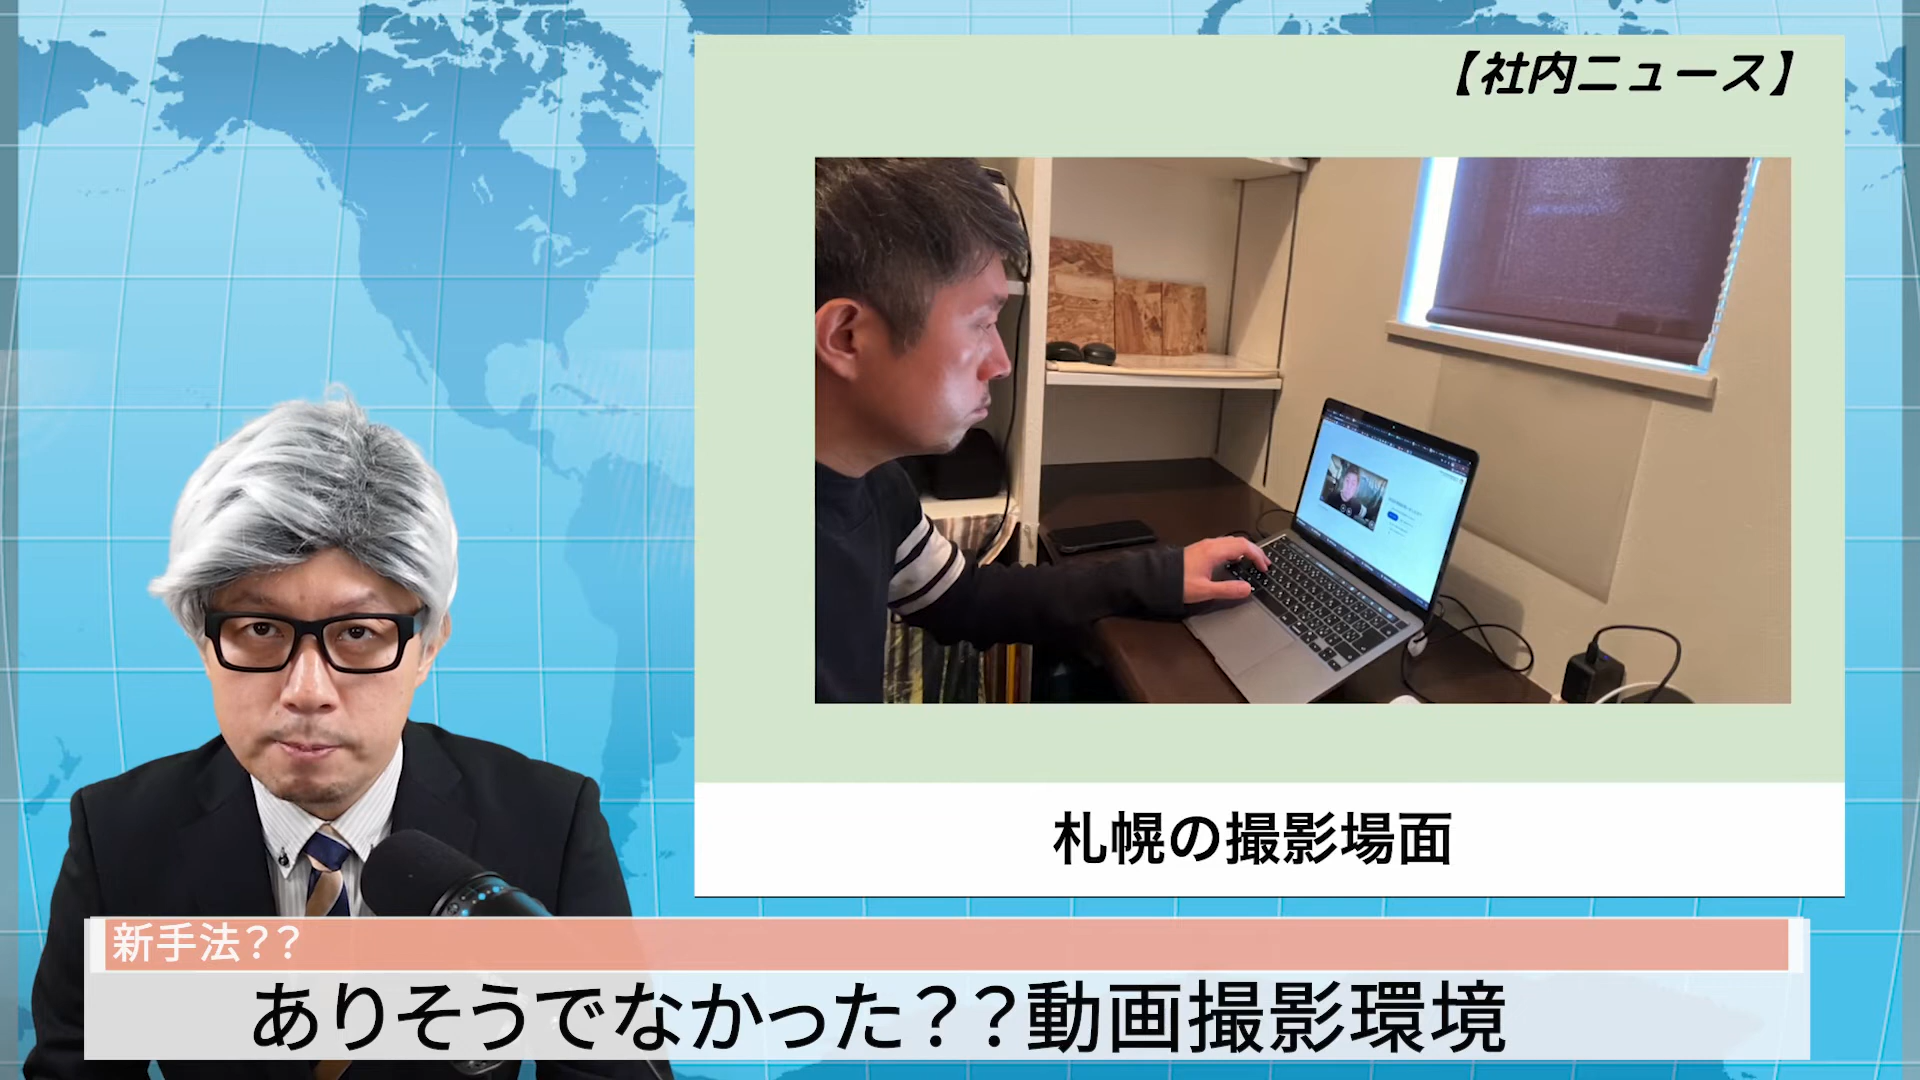 【社内ニュース】
札幌の撮影場面
新手法??
ありそうでなかった??動画撮影環境